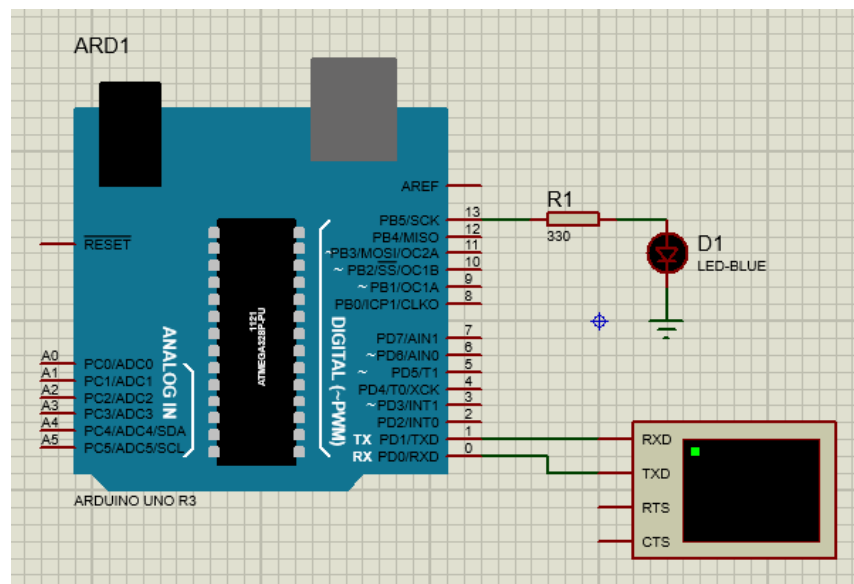 ARD1
RESET
AREF
PB5/SCK 13
PB4/MISO 12
~PB3/MOSI/OC2A 11
~ PB2/SS/OC1B 10
~ PB1/OC1A 9
PB0/ICP1/CLKO 8
PD7/AIN1 7
~PD6/AIN0 6
~ PD5/T1 5
PD4/T0/XCK 4
~PD3/INT1 3
PD2/INT0 2
TX PD1/TXD 1
RX PD0/RXD 0
1121
ATMEGA328P-PU
DIGITAL (~PWM)
ANALOG IN
A0 PC0/ADC0
A1 PC1/ADC1
A2 PC2/ADC2
A3 PC3/ADC3
A4 PC4/ADC4/SDA
A5 PC5/ADC5/SCL
ARDUINO UNO R3
R1
330
D1
LED-BLUE
RXD
TXD
RTS
CTS